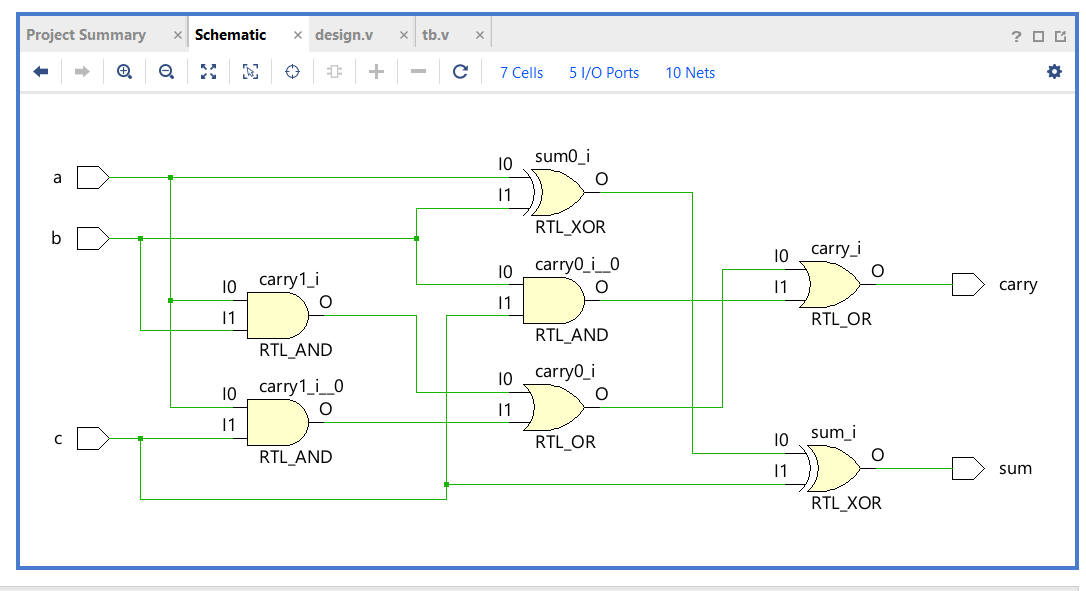 Project Summary × Schematic × design.v × tb.v × ?
7 Cells 5 I/O Ports 10 Nets
a
b
c
I0 sum0_i O
I1
RTL_XOR
I0 carry1_i O
I1
RTL_AND
I0 carry0_i__0 O
I1
RTL_AND
I0 carry_i O
I1
RTL_OR
carry
I0 carry1_i__0 O
I1
RTL_AND
I0 carry0_i O
I1
RTL_OR
I0 sum_i O
I1
RTL_XOR
sum